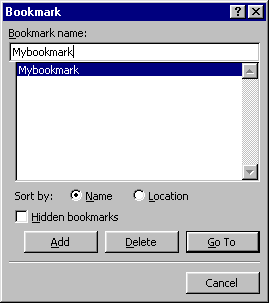 Bookmark ?
Bookmark name:
Mybookmark
Mybookmark
Sort by: Name Location
Hidden bookmarks
Add Delete Go To
Cancel